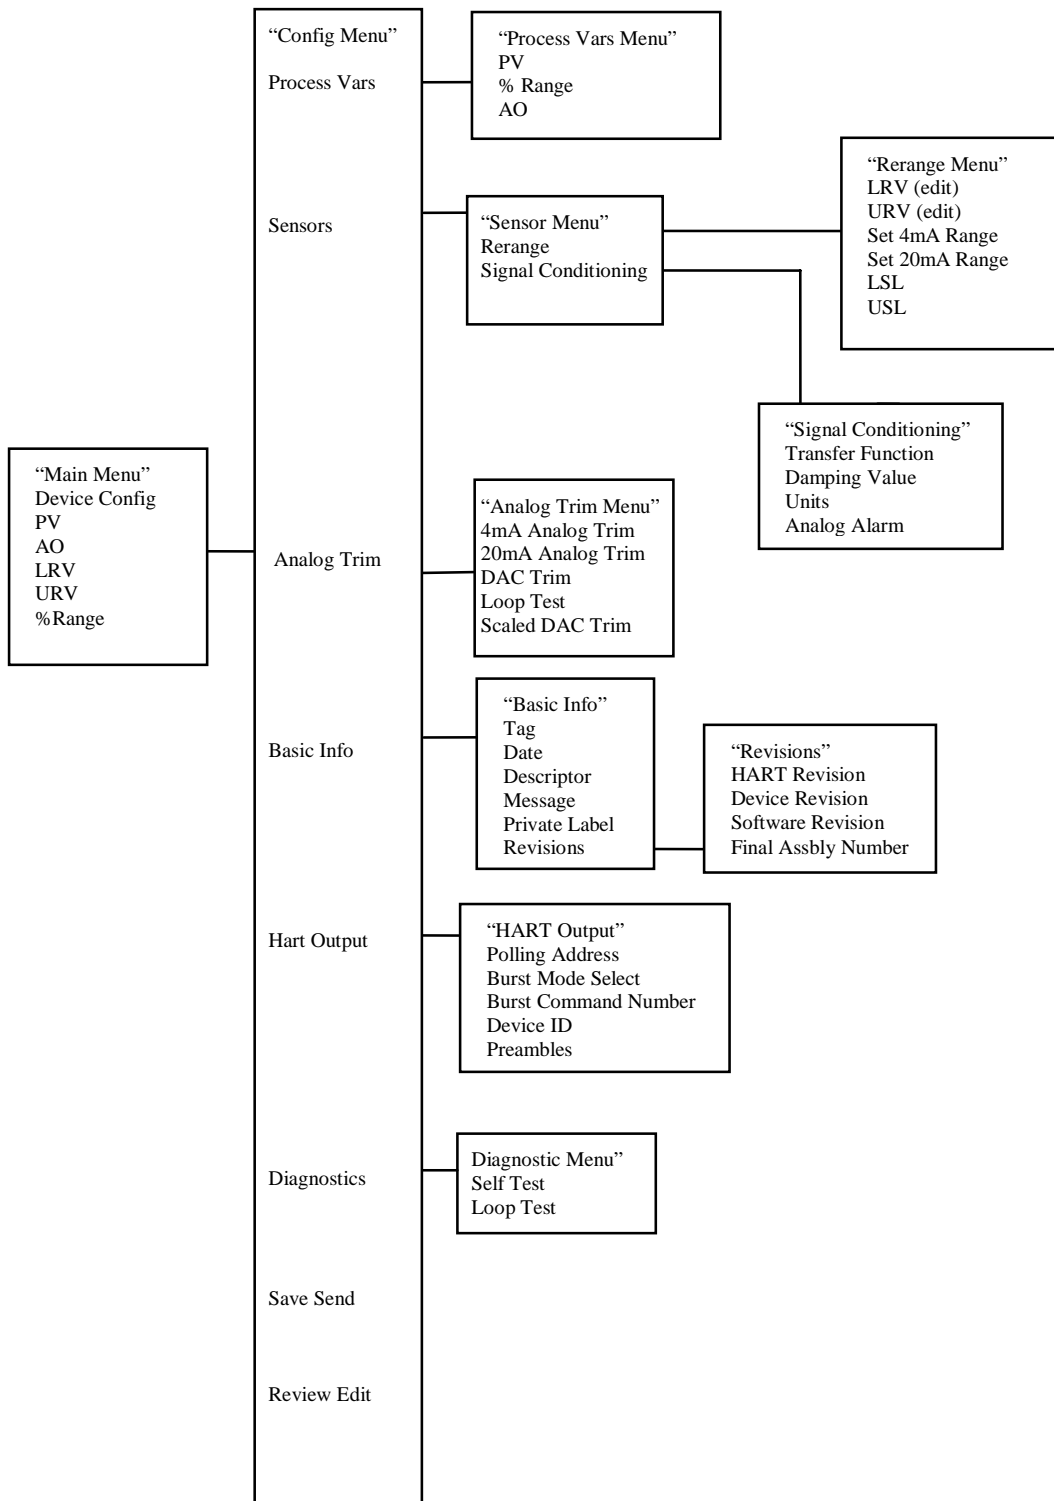 “Main Menu”
Device Config
PV
AO
LRV
URV
%Range
“Config Menu”
Process Vars
Sensors
Analog Trim
Basic Info
Hart Output
Diagnostics
Save Send
Review Edit
“Process Vars Menu”
PV
% Range
AO
“Sensor Menu”
Rerange
Signal Conditioning
“Rerange Menu”
LRV (edit)
URV (edit)
Set 4mA Range
Set 20mA Range
LSL
USL
“Signal Conditioning”
Transfer Function
Damping Value
Units
Analog Alarm
“Analog Trim Menu”
4mA Analog Trim
20mA Analog Trim
DAC Trim
Loop Test
Scaled DAC Trim
“Basic Info”
Tag
Date
Descriptor
Message
Private Label
Revisions
“Revisions”
HART Revision
Device Revision
Software Revision
Final Assbly Number
“HART Output”
Polling Address
Burst Mode Select
Burst Command Number
Device ID
Preambles
Diagnostic Menu”
Self Test
Loop Test